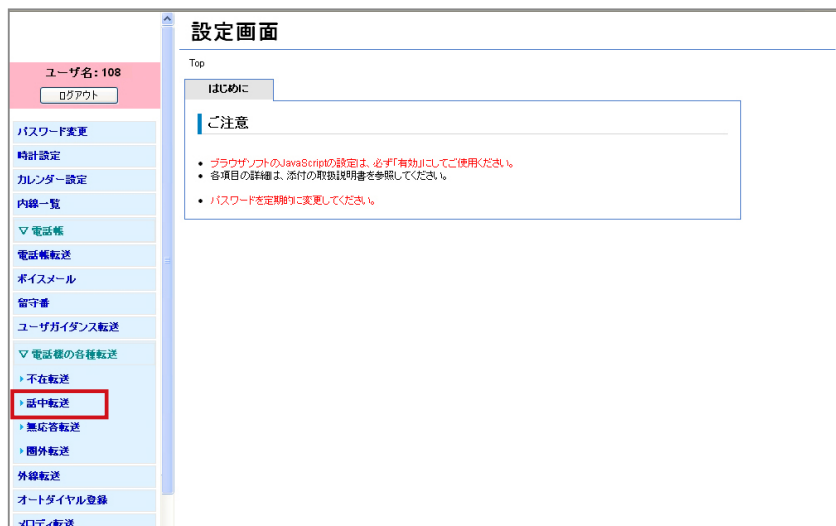 設定画面
ユーザ名: 108
ログアウト
パスワード変更
時計設定
カレンダー設定
内線一覧
▽ 電話帳
電話帳転送
ボイスメール
留守番
ユーザガイダンス転送
▽ 電話機の各種転送
不在転送
話中転送
無応答転送
圏外転送
外線転送
オートダイヤル登録
メロディ転送
Top
はじめに
ご注意
• ブラウザソフトのJavaScriptの設定は、必ず「有効」にしてご使用ください。
• 各項目の詳細は、添付の取扱説明書を参照してください。
• パスワードを定期的に変更してください。